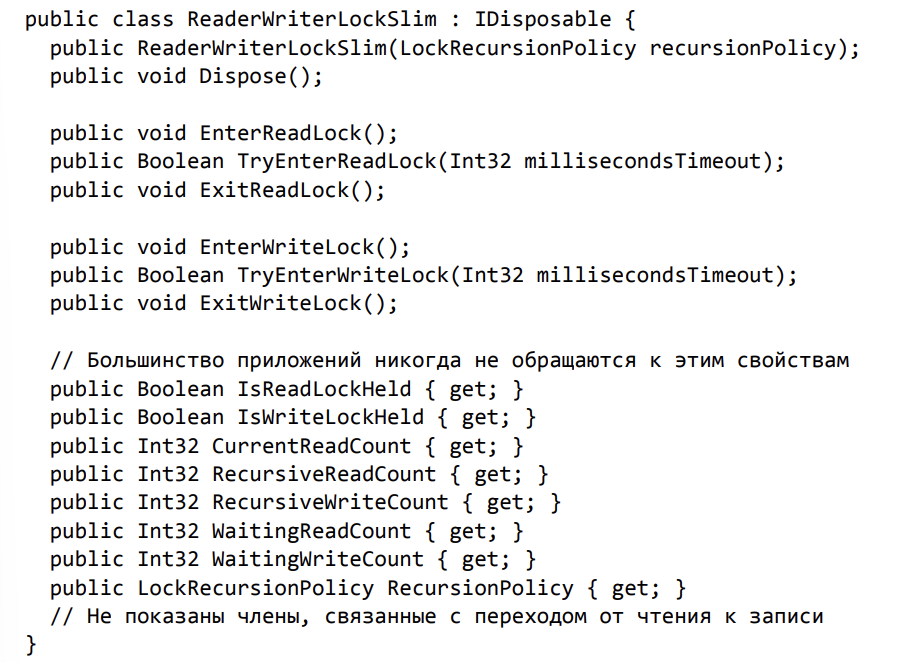 public class ReaderWriterLockSlim : IDisposable {
  public ReaderWriterLockSlim(LockRecursionPolicy recursionPolicy);
  public void Dispose();

  public void EnterReadLock();
  public Boolean TryEnterReadLock(Int32 millisecondsTimeout);
  public void ExitReadLock();

  public void EnterWriteLock();
  public Boolean TryEnterWriteLock(Int32 millisecondsTimeout);
  public void ExitWriteLock();

  // Большинство приложений никогда не обращаются к этим свойствам
  public Boolean IsReadLockHeld { get; }
  public Boolean IsWriteLockHeld { get; }
  public Int32 CurrentReadCount { get; }
  public Int32 RecursiveReadCount { get; }
  public Int32 RecursiveWriteCount { get; }
  public Int32 WaitingReadCount { get; }
  public Int32 WaitingWriteCount { get; }
  public LockRecursionPolicy RecursionPolicy { get; }
  // Не показаны члены, связанные с переходом от чтения к записи
}